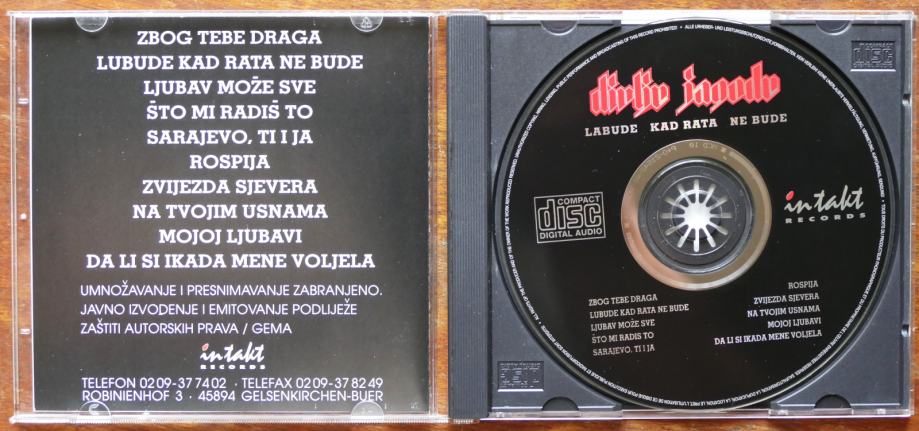 ZBOG TEBE DRAGA
LUBUDE KAD RATA NE BUDE
LJUBAV MOŽE SVE
ŠTO MI RADIŠ TO
SARAJEVO, TI I JA
ROSPIJA
ZVIJEZDA SJEVERA
NA TVOJIM USNAMA
MOJOJ LJUBAVI
DA LI SI IKADA MENE VOLJELA
UMNOŽAVANJE I PRESNIMAVANJE ZABRANJENO.
JAVNO IZVOĐENJE I EMITOVANJE PODLIJEŽE
ZAŠTITI AUTORSKIH PRAVA / GEMA
intakt
RECORDS
TELEFON 02 09-37 74 02 · TELEFAX 02 09-37 82 49
ROBINIENHOF 3 · 45894 GELSENKIRCHEN-BUER
divlje jagode
LABUDE KAD RATA NE BUDE
COMPACT
disc
DIGITAL AUDIO
intakt
RECORDS
ZBOG TEBE DRAGA
LUBUDE KAD RATA NE BUDE
LJUBAV MOŽE SVE
ŠTO MI RADIS TO
SARAJEVO, TI I JA
ROSPIJA
ZVIJEZDA SJEVERA
NA TVOJIM USNAMA
MOJOJ LJUBAVI
DA LI SI IKADA MENE VOLJELA